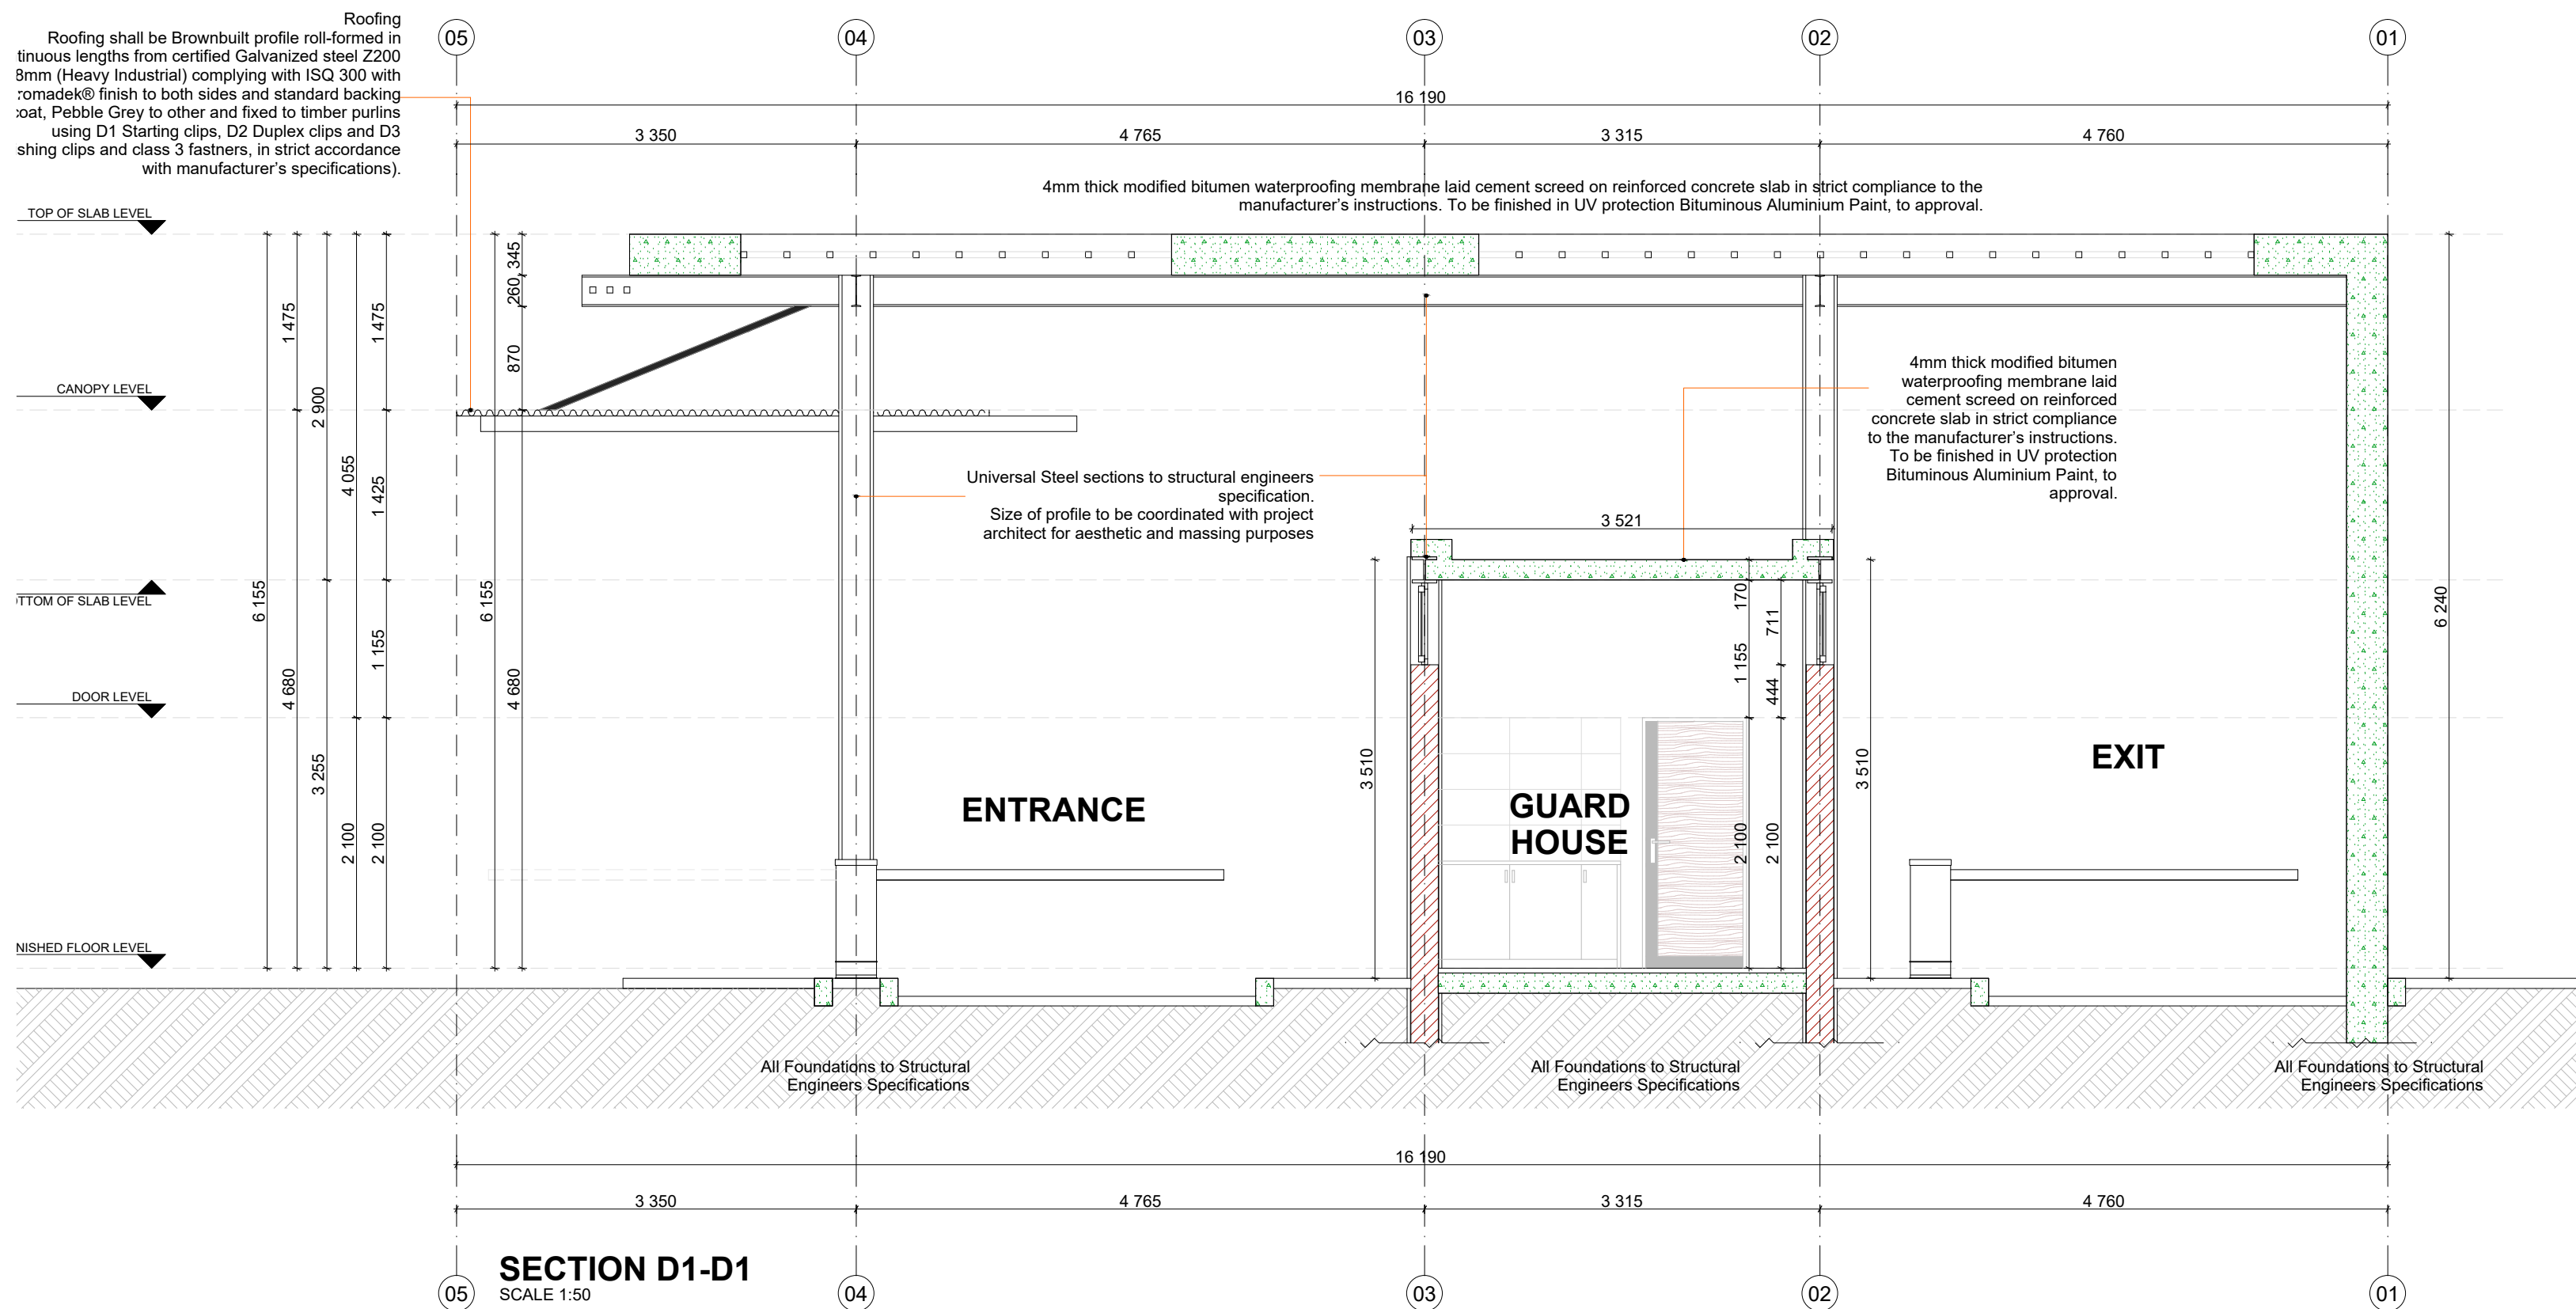 Roofing
Roofing shall be Brownbuilt profile roll-formed in
tinuous lengths from certified Galvanized steel Z200
8mm (Heavy Industrial) complying with ISQ 300 with
romadek® finish to both sides and standard backing
coat, Pebble Grey to other and fixed to timber purlins
using D1 Starting clips, D2 Duplex clips and D3
shing clips and class 3 fastners, in strict accordance
with manufacturer's specifications).
05
04
03
02
01
16 190
3 350
4 765
3 315
4 760
4mm thick modified bitumen waterproofing membrane laid cement screed on reinforced concrete slab in strict compliance to the
manufacturer's instructions. To be finished in UV protection Bituminous Aluminium Paint, to approval.
TOP OF SLAB LEVEL
CANOPY LEVEL
TTOM OF SLAB LEVEL
DOOR LEVEL
NISHED FLOOR LEVEL
6 155
1 475
4 680
2 900
3 255
4 055
2 100
1 475
1 425
1 155
2 100
6 155
345
260
870
4 680
Universal Steel sections to structural engineers
specification.
Size of profile to be coordinated with project
architect for aesthetic and massing purposes
4mm thick modified bitumen
waterproofing membrane laid
cement screed on reinforced
concrete slab in strict compliance
to the manufacturer's instructions.
To be finished in UV protection
Bituminous Aluminium Paint, to
approval.
3 521
3 510
170
1 155
2 100
711
444
2 100
3 510
6 240
ENTRANCE
GUARD
HOUSE
EXIT
All Foundations to Structural
Engineers Specifications
All Foundations to Structural
Engineers Specifications
All Foundations to Structural
Engineers Specifications
16 190
3 350
4 765
3 315
4 760
SECTION D1-D1
SCALE 1:50
05
04
03
02
01